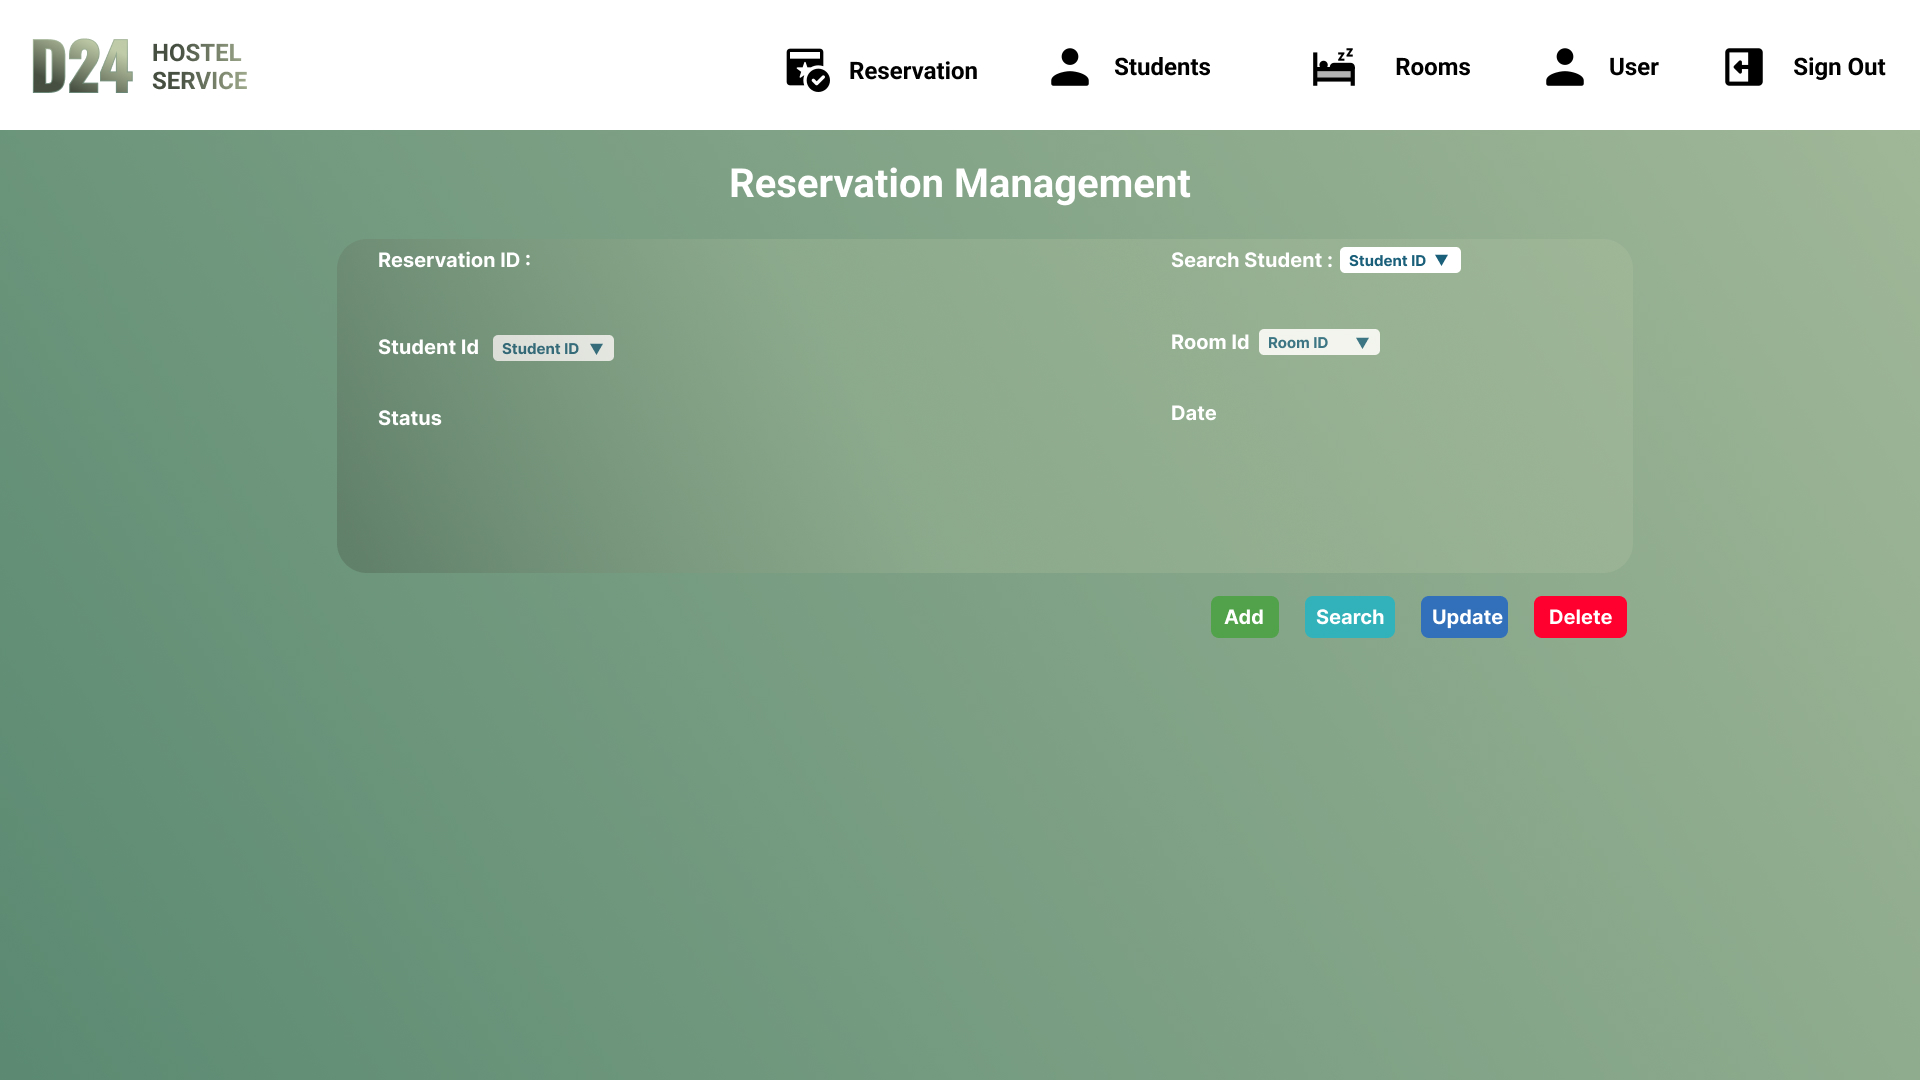 D24
HOSTEL
SERVICE
Reservation
Students
Rooms
User
Sign Out
Reservation Management
Reservation ID :
Search Student : Student ID ▼
Student Id Student ID ▼
Room Id Room ID ▼
Status
Date
Add
Search
Update
Delete